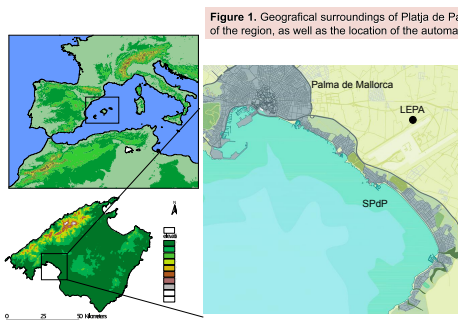 Figure 1. Geografical surroundings of Platja de Pa
of the region, as well as the location of the automa
Palma de Mallorca
LEPA
SPdP
N
0 25 50 Kilometers